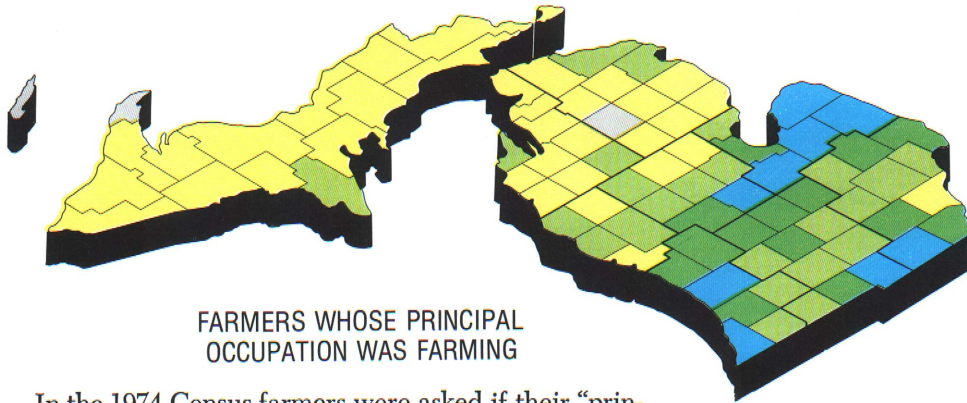 FARMERS WHOSE PRINCIPAL
OCCUPATION WAS FARMING
In the 1974 Census farmers were asked if their “prin-